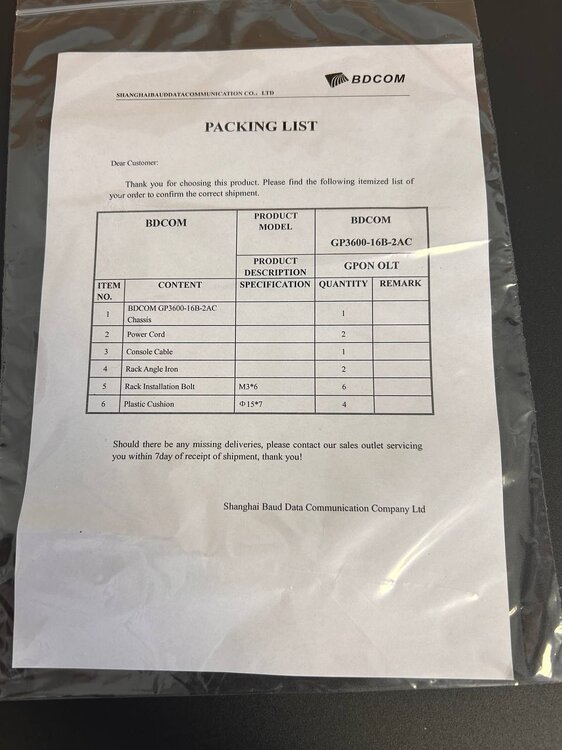 BDCOM
SHANGHAIBAUDDATACOMMUNICATION CO., LTD
PACKING LIST
Dear Customer:
Thank you for choosing this product. Please find the following itemized list of
your order to confirm the correct shipment.
BDCOM PRODUCT MODEL BDCOM GP3600-16B-2AC
PRODUCT DESCRIPTION GPON OLT
ITEM NO. CONTENT SPECIFICATION QUANTITY REMARK
1 BDCOM GP3600-16B-2AC Chassis 1
2 Power Cord 2
3 Console Cable 1
4 Rack Angle Iron 2
5 Rack Installation Bolt M3*6 6
6 Plastic Cushion Φ15*7 4
Should there be any missing deliveries, please contact our sales outlet servicing
you within 7day of receipt of shipment, thank you!
Shanghai Baud Data Communication Company Ltd